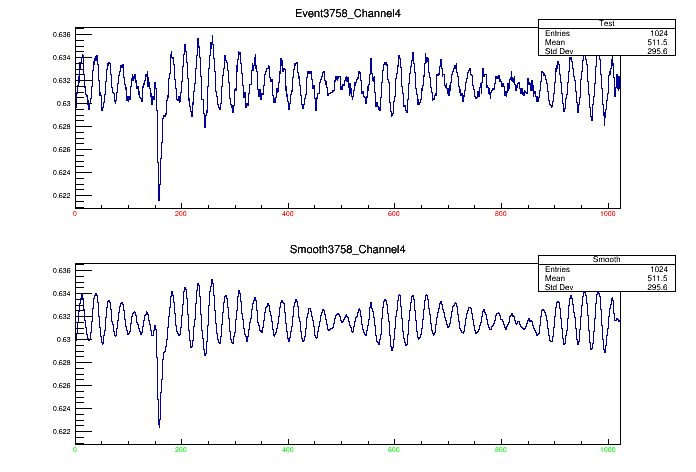 Event3758_Channel4
Test
Entries 1024
Mean 511.5
Std Dev 295.6
0.636
0.634
0.632
0.63
0.628
0.626
0.624
0.622
0 200 400 600 800 1000
Smooth3758_Channel4
Smooth
Entries 1024
Mean 511.5
Std Dev 295.6
0.636
0.634
0.632
0.63
0.628
0.626
0.624
0.622
0 200 400 600 800 1000